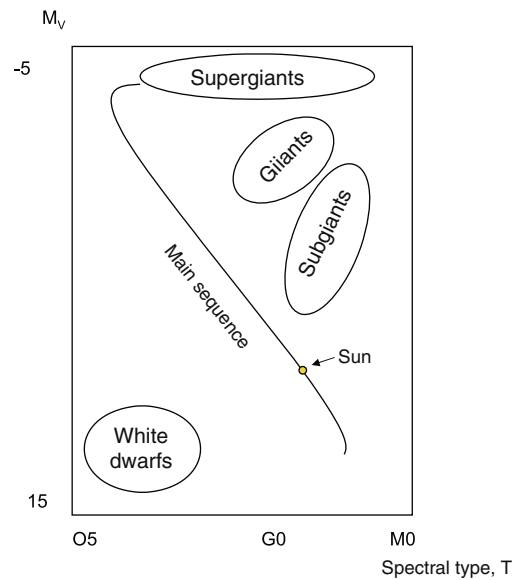 M_V
-5
Supergiants
Giiants
Subgiants
Main sequence
Sun
White
dwarfs
15
O5 G0 M0
Spectral type, T